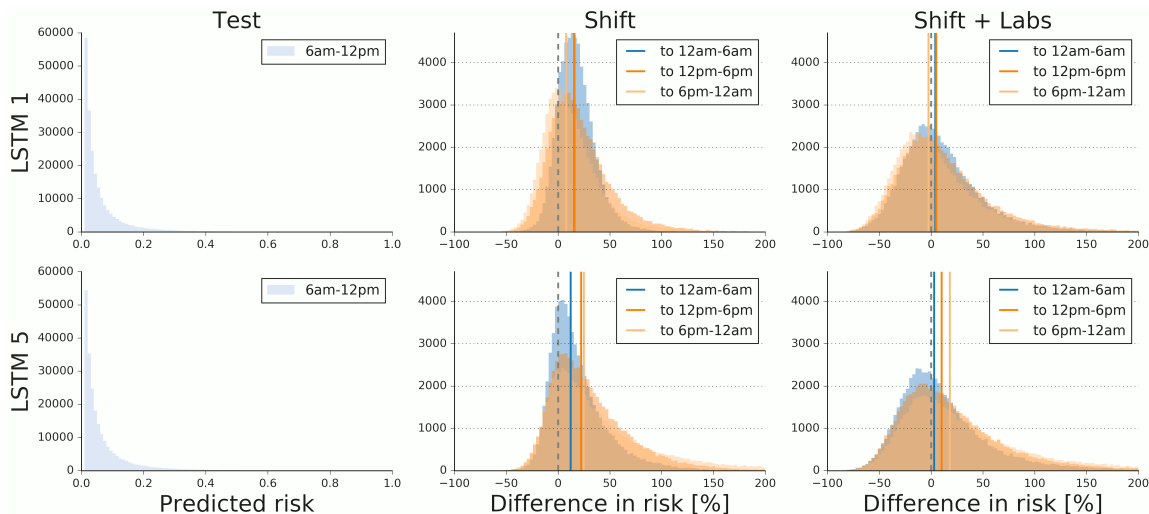 Test
Shift
Shift + Labs
LSTM 1
60000
50000
40000
30000
20000
10000
0
0.0 0.2 0.4 0.6 0.8 1.0
6am-12pm
4000
3000
2000
1000
0
−100 −50 0 50 100 150 200
to 12am-6am
to 12pm-6pm
to 6pm-12am
4000
3000
2000
1000
0
−100 −50 0 50 100 150 200
to 12am-6am
to 12pm-6pm
to 6pm-12am
LSTM 5
60000
50000
40000
30000
20000
10000
0
0.0 0.2 0.4 0.6 0.8 1.0
6am-12pm
Predicted risk
4000
3000
2000
1000
0
−100 −50 0 50 100 150 200
to 12am-6am
to 12pm-6pm
to 6pm-12am
Difference in risk [%]
4000
3000
2000
1000
0
−100 −50 0 50 100 150 200
to 12am-6am
to 12pm-6pm
to 6pm-12am
Difference in risk [%]